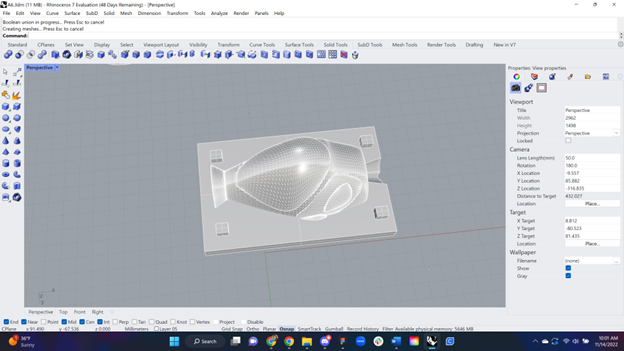 A6.3dm (11 MB) - Rhinoceros 7 Evaluation (48 Days Remaining) - [Perspective]
File Edit View Curve Surface SubD Solid Mesh Dimension Transform Tools Analyze Render Panels Help
Boolean union in progress... Press Esc to cancel
Creating meshes... Press Esc to cancel
Command:
Standard CPlanes Set View Display Select Viewport Layout Visibility Transform Curve Tools Surface Tools Solid Tools SubD Tools Mesh Tools Render Tools Drafting New in V7
Perspective
Properties: View properties
Viewport
Title Perspective
Width 2962
Height 1498
Projection Perspective
Locked
Camera
Lens Length(mm) 50.0
Rotation 180.0
X Location -9.557
Y Location 85.882
Z Location -316.835
Distance to Target 432.027
Location Place...
Target
X Target 8.812
Y Target -80.523
Z Target 81.435
Location Place...
Wallpaper
Filename (none)
Show
Gray
Perspective Top Front Right
End Near Point Mid Cen Int Perp Tan Quad Knot Vertex Project Disable
CPlane x 91.490 y -67.536 z 0.000 Millimeters Layer 05 Grid Snap Ortho Planar Osnap SmartTrack Gumball Record History Filter Available physical memory: 5646 MB
36°F
Sunny
Search
10:01 AM
11/14/2022